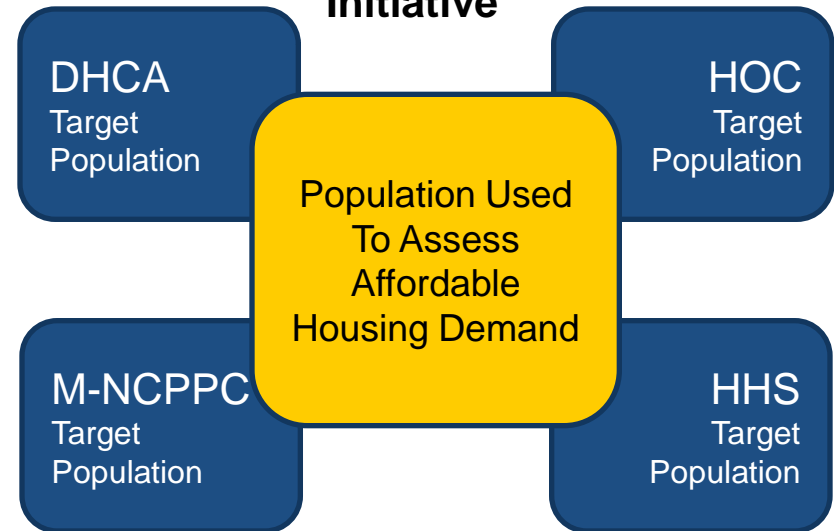 Initiative
DHCA
Target
Population
HOC
Target
Population
Population Used
To Assess
Affordable
Housing Demand
M-NCPPC
Target
Population
HHS
Target
Population